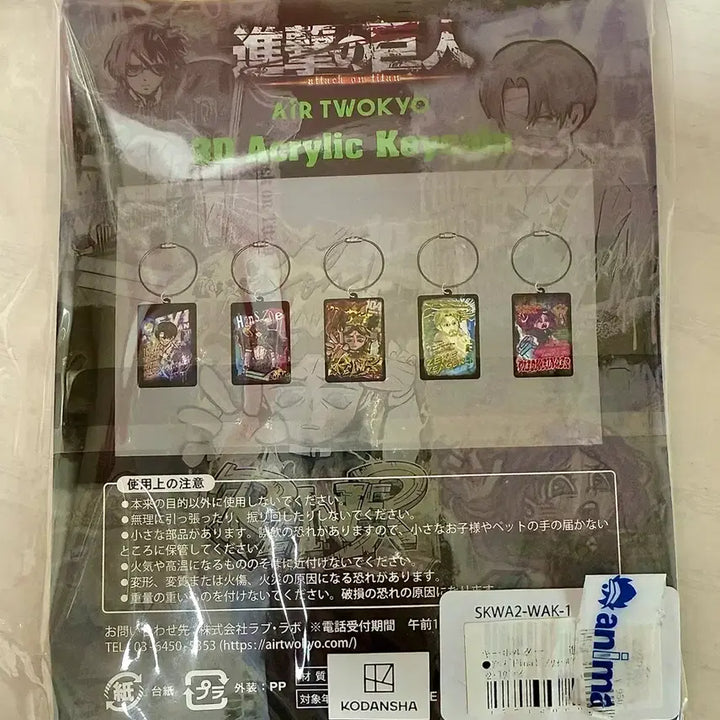 進撃の巨人
attack on titan
AIR TWOKYO
3D Acrylic Keychain
Hans Zoe
使用上の注意
●本来の目的以外に使用しないでください。
●無理に引っ張ったり、振り回したりしないでください。
●小さな部品があります。誤飲の恐れがありますので、小さなお子様やペットの手の届かない
ところに保管してください。
●火気や高温になるもののそばに近付けないでください。
●変形、変質または火傷、火災の原因になる恐れがあります。
●重量の重いものを付けないでください。破損の恐れの原因になります。
お問い合わせ先：株式会社ラブ・ラボ ※電話受付期間 午前1
TEL：03-6450-5353 (https://airtwokyo.com/)
紙 台紙 プラ 外装：PP
材質
対象年
KODANSHA
SKWA2-WAK-1
anima